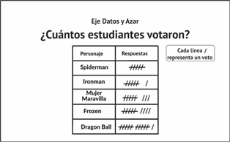 Eje Datos y Azar
¿Cuántos estudiantes votaron?
Personaje Respuestas
Cada línea /
representa un voto
Spiderman
Ironman /
Mujer
Maravilla ///
Frozen ////
Dragon Ball /